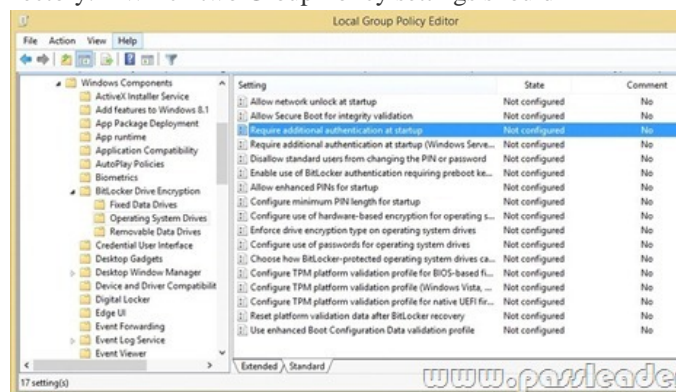 Local Group Policy Editor
File Action View Help
Windows Components
ActiveX Installer Service
Add features to Windows 8.1
App Package Deployment
App runtime
Application Compatibility
AutoPlay Policies
Biometrics
BitLocker Drive Encryption
Fixed Data Drives
Operating System Drives
Removable Data Drives
Credential User Interface
Desktop Gadgets
Desktop Window Manager
Device and Driver Compatibilit
Digital Locker
Edge UI
Event Forwarding
Event Log Service
Event Viewer
Setting State Comment
Allow network unlock at startup Not configured No
Allow Secure Boot for integrity validation Not configured No
Require additional authentication at startup Not configured No
Require additional authentication at startup (Windows Serve... Not configured No
Disallow standard users from changing the PIN or password Not configured No
Enable use of BitLocker authentication requiring preboot ke... Not configured No
Allow enhanced PINs for startup Not configured No
Configure minimum PIN length for startup Not configured No
Configure use of hardware-based encryption for operating s... Not configured No
Enforce drive encryption type on operating system drives Not configured No
Configure use of passwords for operating system drives Not configured No
Choose how BitLocker-protected operating system drives ca... Not configured No
Configure TPM platform validation profile for BIOS-based fi... Not configured No
Configure TPM platform validation profile (Windows Vista, ... Not configured No
Configure TPM platform validation profile for native UEFI fir... Not configured No
Reset platform validation data after BitLocker recovery Not configured No
Use enhanced Boot Configuration Data validation profile Not configured No
Extended Standard
17 setting(s)
www.passleade